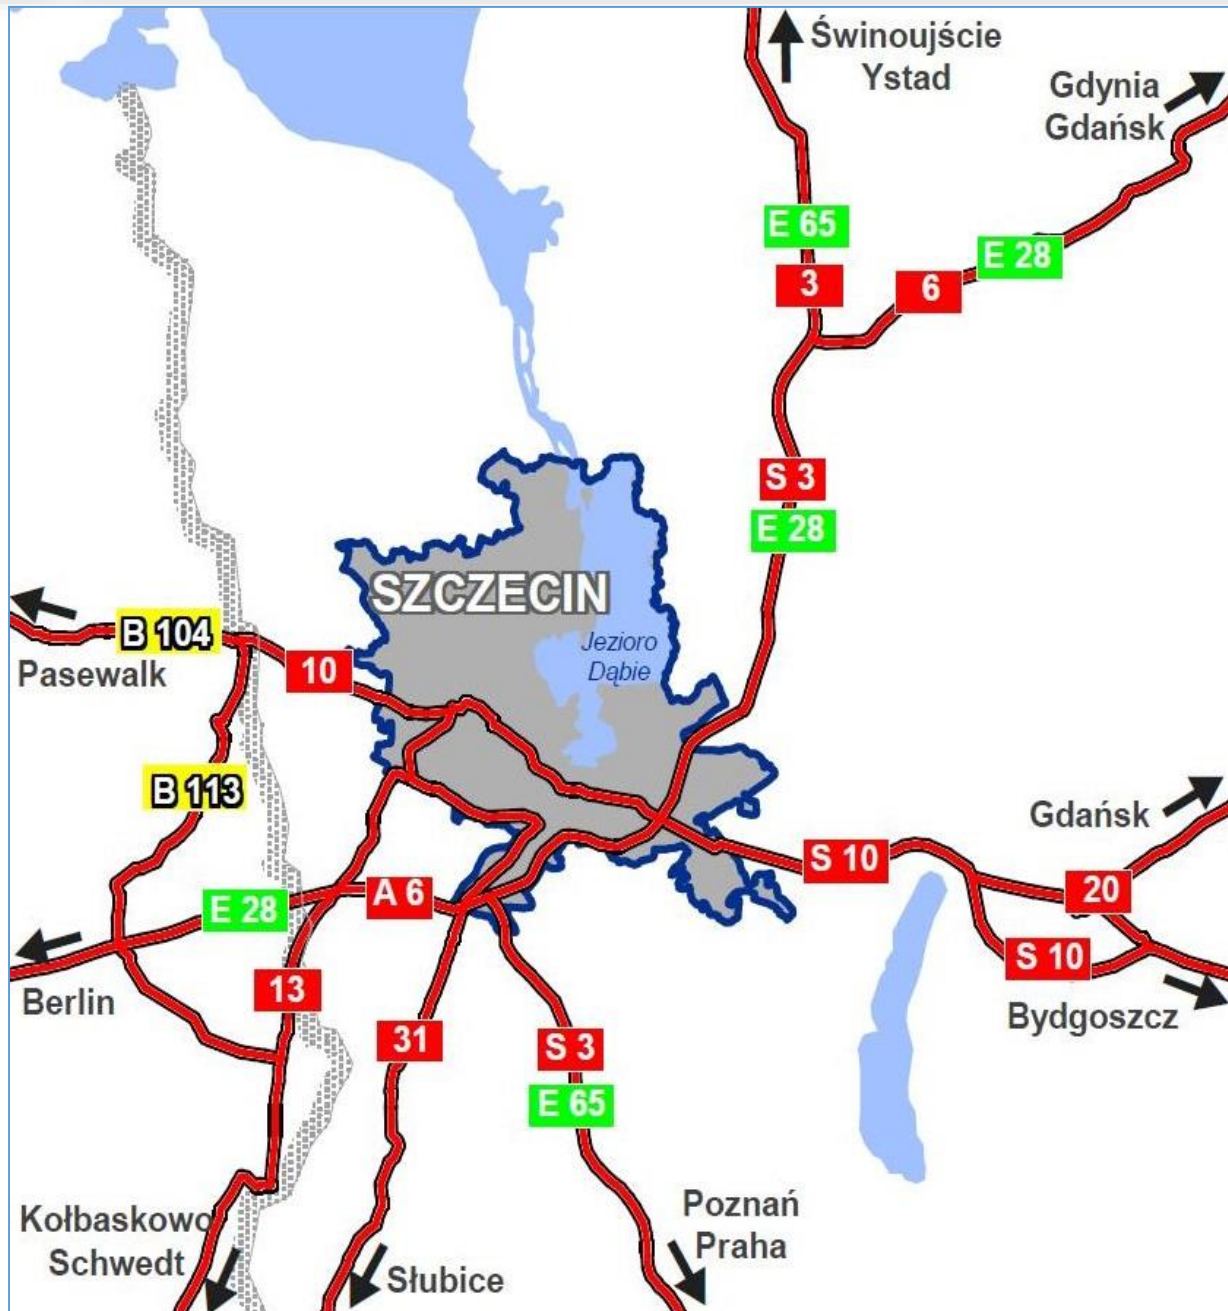 Świnoujście
Ystad
Gdynia
Gdańsk
E 65
E 28
3
6
S 3
E 28
SZCZECIN
B 104
Jezioro
Dąbie
Pasewalk
10
B 113
Gdańsk
S 10
20
A 6
E 28
S 10
13
Berlin
Bydgoszcz
31
S 3
E 65
Kołbaskowo
Schwedt
Poznań
Praha
Słubice